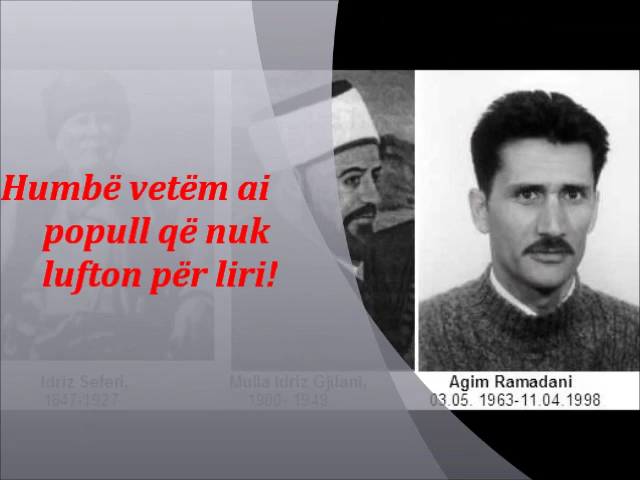 Humbë vetëm ai
popull që nuk
lufton për liri!
Idriz Seferi,
1847-1927
Mulla Idriz Gjilani,
1900- 1949
Agim Ramadani
03.05. 1963-11.04.1998